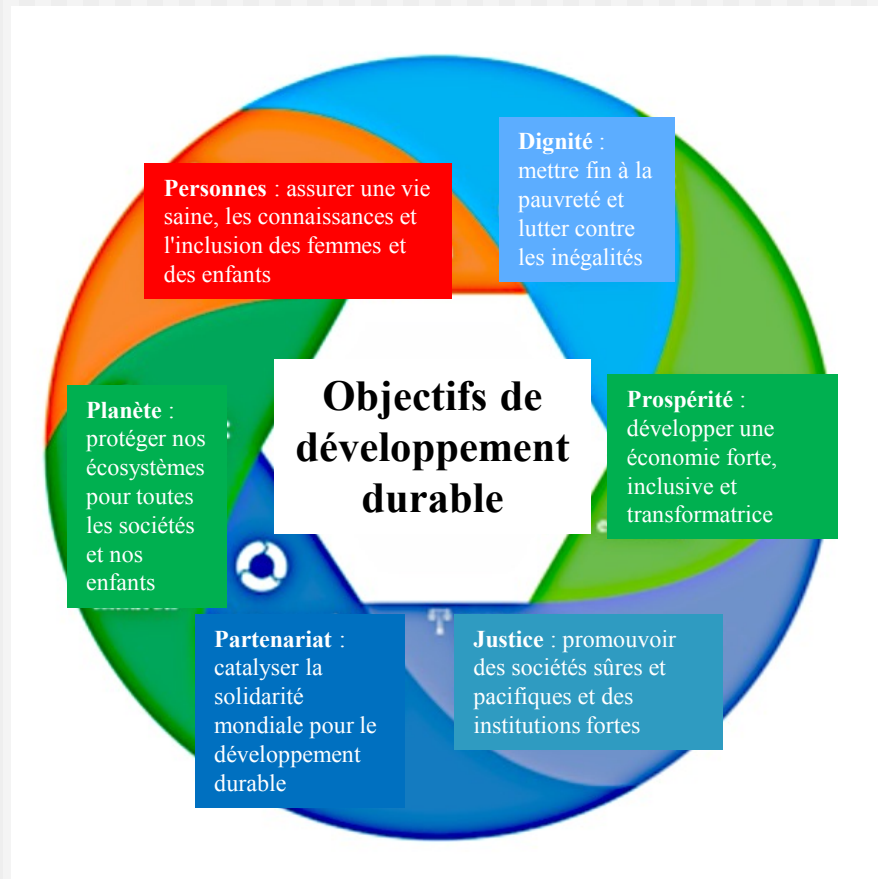 Dignité :
mettre fin à la
pauvreté et
lutter contre
les inégalités
Personnes : assurer une vie
saine, les connaissances et
l'inclusion des femmes et
des enfants
Objectifs de
développement
durable
Prospérité :
développer une
économie forte,
inclusive et
transformatrice
Planète :
protéger nos
écosystèmes
pour toutes
les sociétés
et nos
enfants
Partenariat :
catalyser la
solidarité
mondiale pour le
développement
durable
Justice : promouvoir
des sociétés sûres et
pacifiques et des
institutions fortes